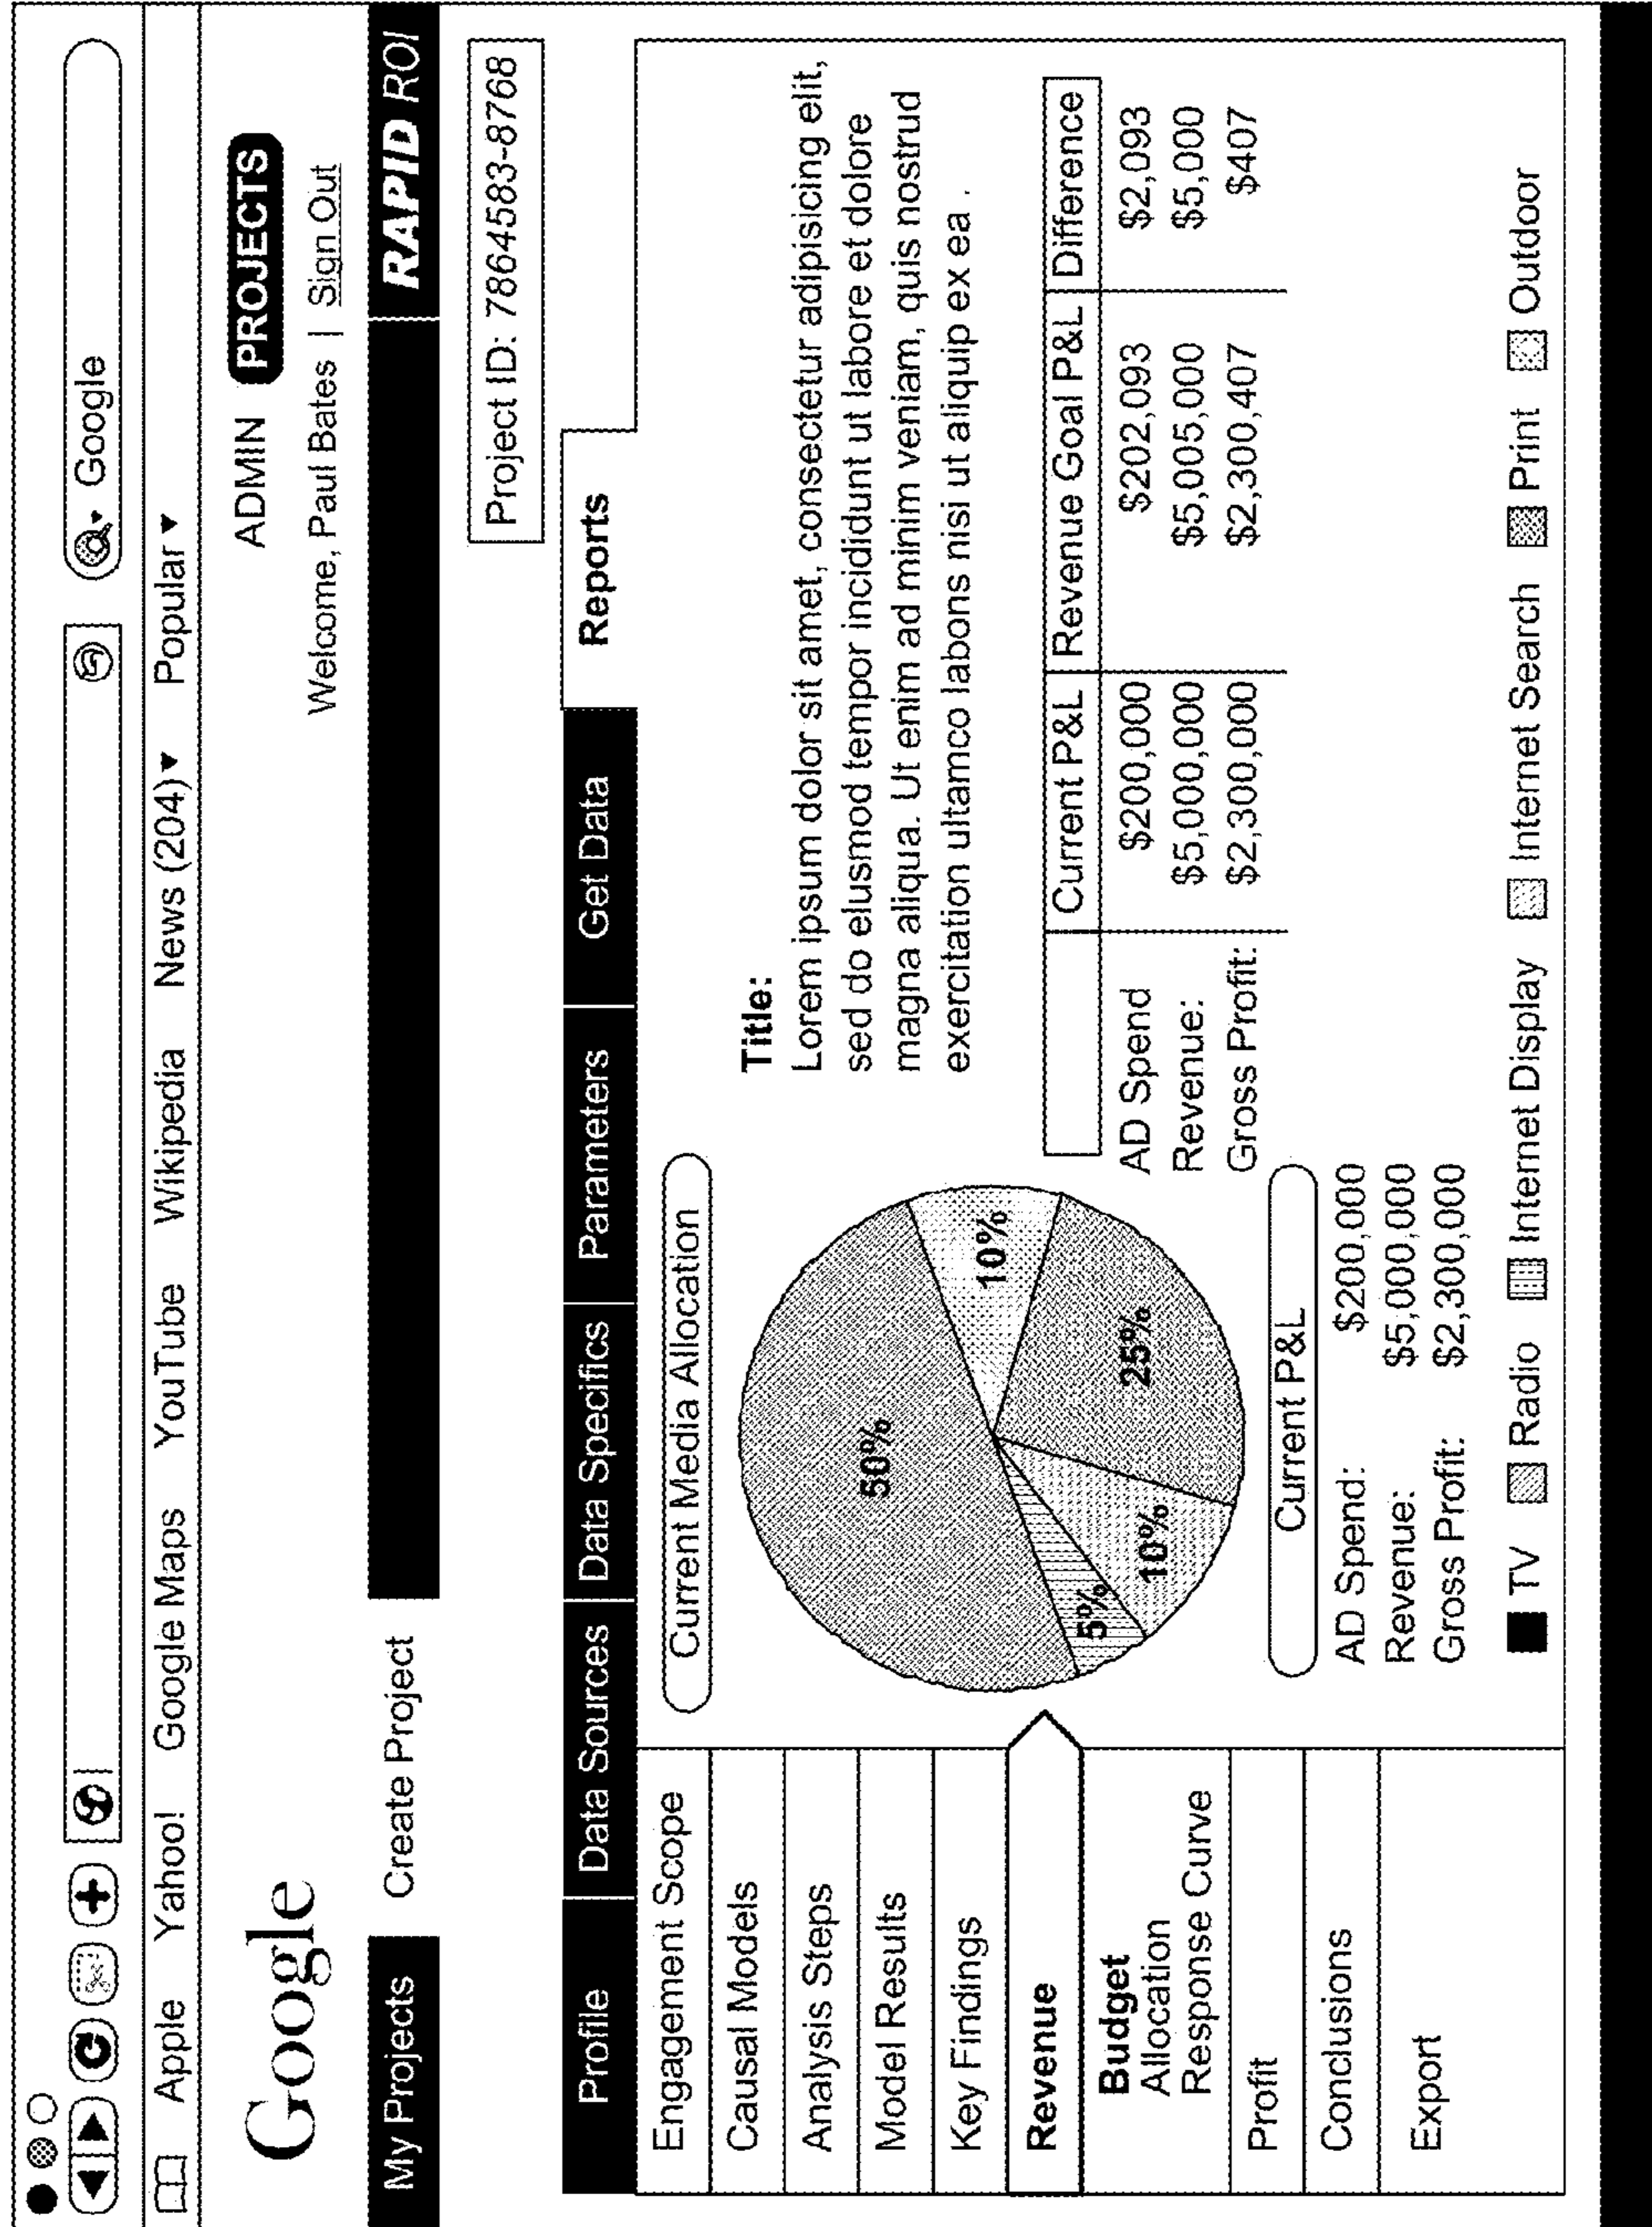 Google
Apple Yahoo! Google Maps YouTube Wikipedia News (204) Popular
Google
ADMIN PROJECTS
Welcome, Paul Bates | Sign Out
My Projects Create Project RAPID ROI
Project ID: 7864583-8768
Profile Data Sources Data Specifics Parameters Get Data Reports
Engagement Scope
Causal Models
Analysis Steps
Model Results
Key Findings
Revenue
Budget
Allocation
Response Curve
Profit
Conclusions
Export
Current Media Allocation
50%
10%
25%
10%
5%
Current P&L
AD Spend: $200,000
Revenue: $5,000,000
Gross Profit: $2,300,000
Title:
Lorem ipsum dolor sit amet, consectetur adipisicing elit,
sed do elusmod tempor incididunt ut labore et dolore
magna aliqua. Ut enim ad minim veniam, quis nostrud
exercitation ultamco labons nisi ut aliquip ex ea .
Current P&L Revenue Goal P&L Difference
AD Spend $200,000 $202,093 $2,093
Revenue: $5,000,000 $5,005,000 $5,000
Gross Profit: $2,300,000 $2,300,407 $407
TV Radio Internet Display Internet Search Print Outdoor